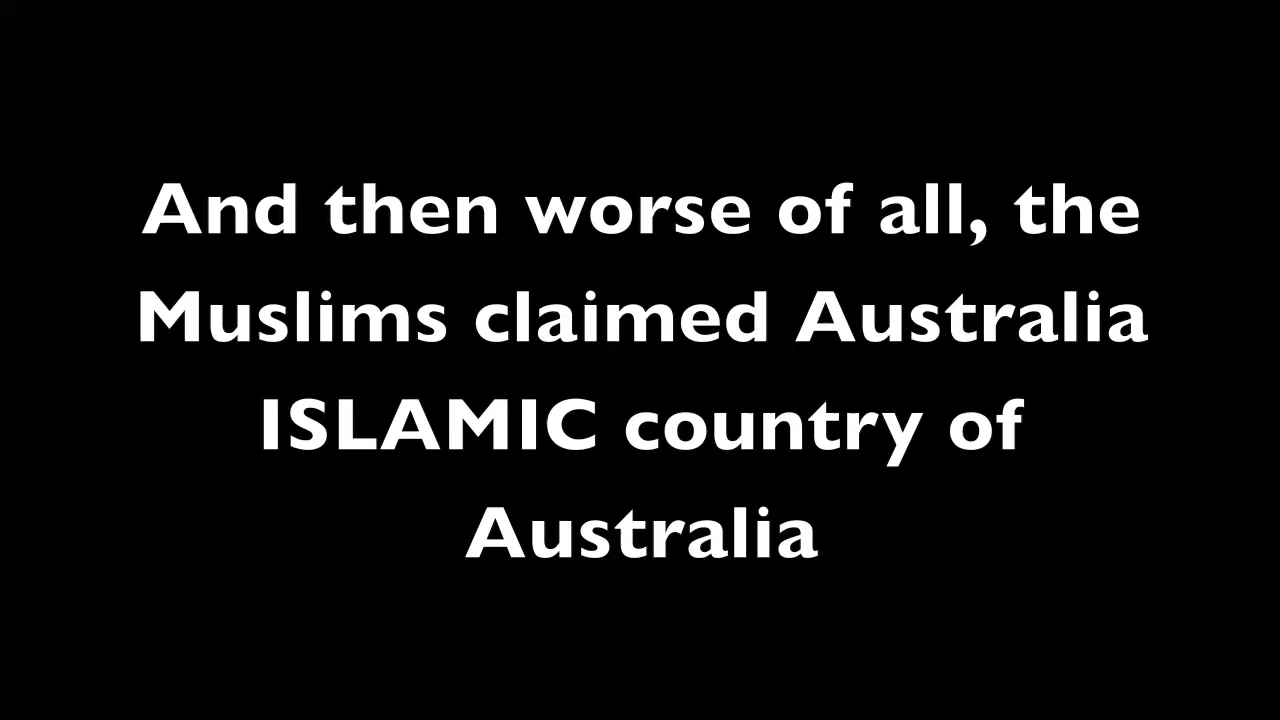 And then worse of all, the
Muslims claimed Australia
ISLAMIC country of
Australia